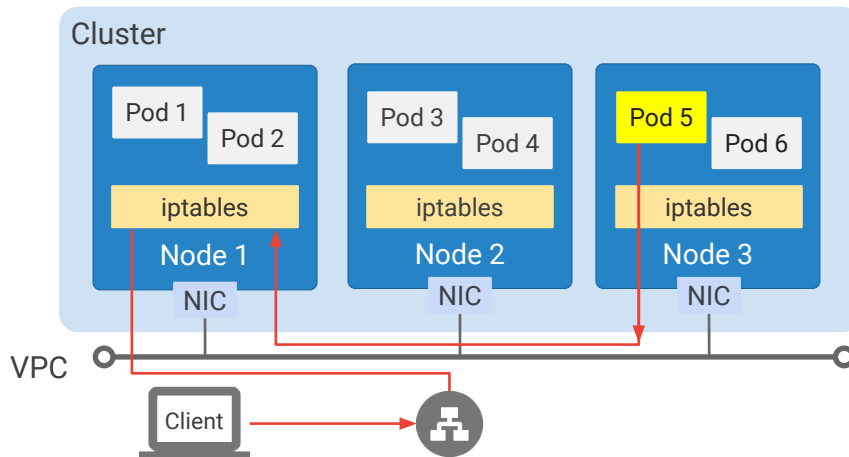 Cluster
Pod 1
Pod 2
iptables
Node 1
NIC
Pod 3
Pod 4
iptables
Node 2
NIC
Pod 5
Pod 6
iptables
Node 3
NIC
VPC
Client